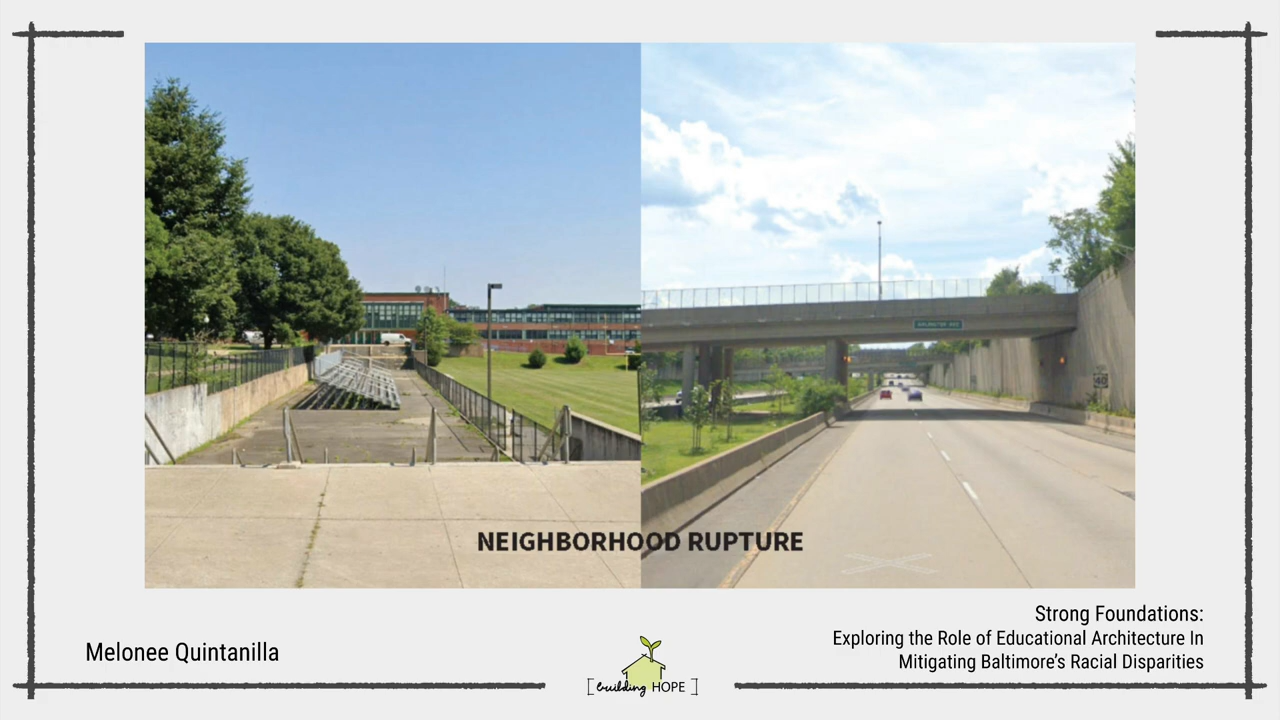 NEIGHBORHOOD RUPTURE
Melonee Quintanilla
Strong Foundations:
Exploring the Role of Educational Architecture In
Mitigating Baltimore’s Racial Disparities
[building HOPE]
40